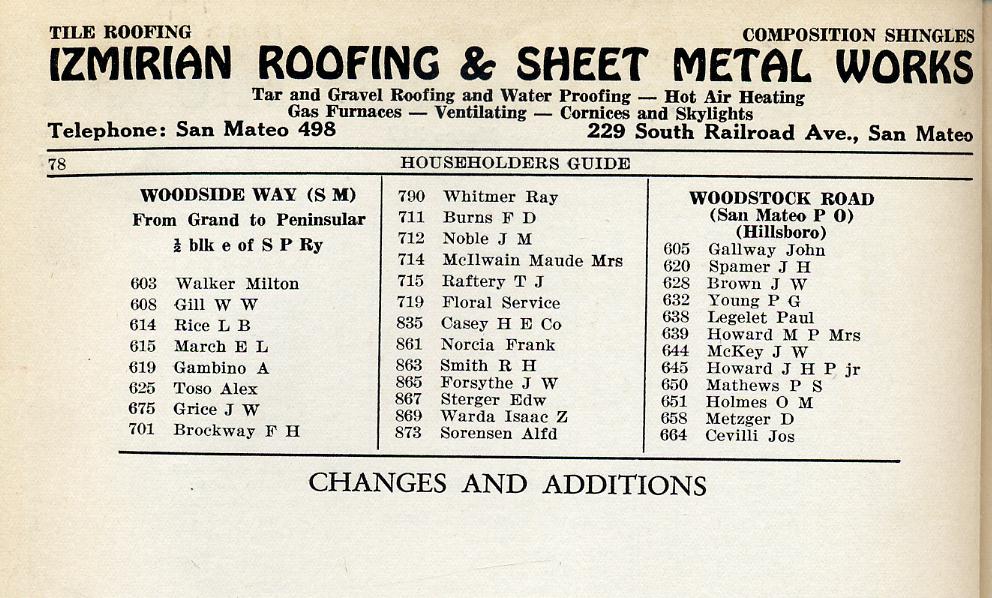 TILE ROOFING
COMPOSITION SHINGLES
IZMIRIAN ROOFING & SHEET METAL WORKS
Tar and Gravel Roofing and Water Proofing — Hot Air Heating
Gas Furnaces — Ventilating — Cornices and Skylights
Telephone: San Mateo 498
229 South Railroad Ave., San Mateo
78
HOUSEHOLDERS GUIDE
WOODSIDE WAY (S M)
From Grand to Peninsular
½ blk e of S P Ry
603 Walker Milton
608 Gill W W
614 Rice L B
615 March E L
619 Gambino A
625 Toso Alex
675 Grice J W
701 Brockway F H
790 Whitmer Ray
711 Burns F D
712 Noble J M
714 McIlwain Maude Mrs
715 Raftery T J
719 Floral Service
835 Casey H E Co
861 Norcia Frank
863 Smith R H
865 Forsythe J W
867 Sterger Edw
869 Warda Isaac Z
873 Sorensen Alfd
WOODSTOCK ROAD
(San Mateo P O)
(Hillsboro)
605 Gallway John
620 Spamer J H
628 Brown J W
632 Young P G
638 Legelet Paul
639 Howard M P Mrs
644 McKey J W
645 Howard J H P jr
650 Mathews P S
651 Holmes O M
658 Metzger D
664 Cevilli Jos
CHANGES AND ADDITIONS